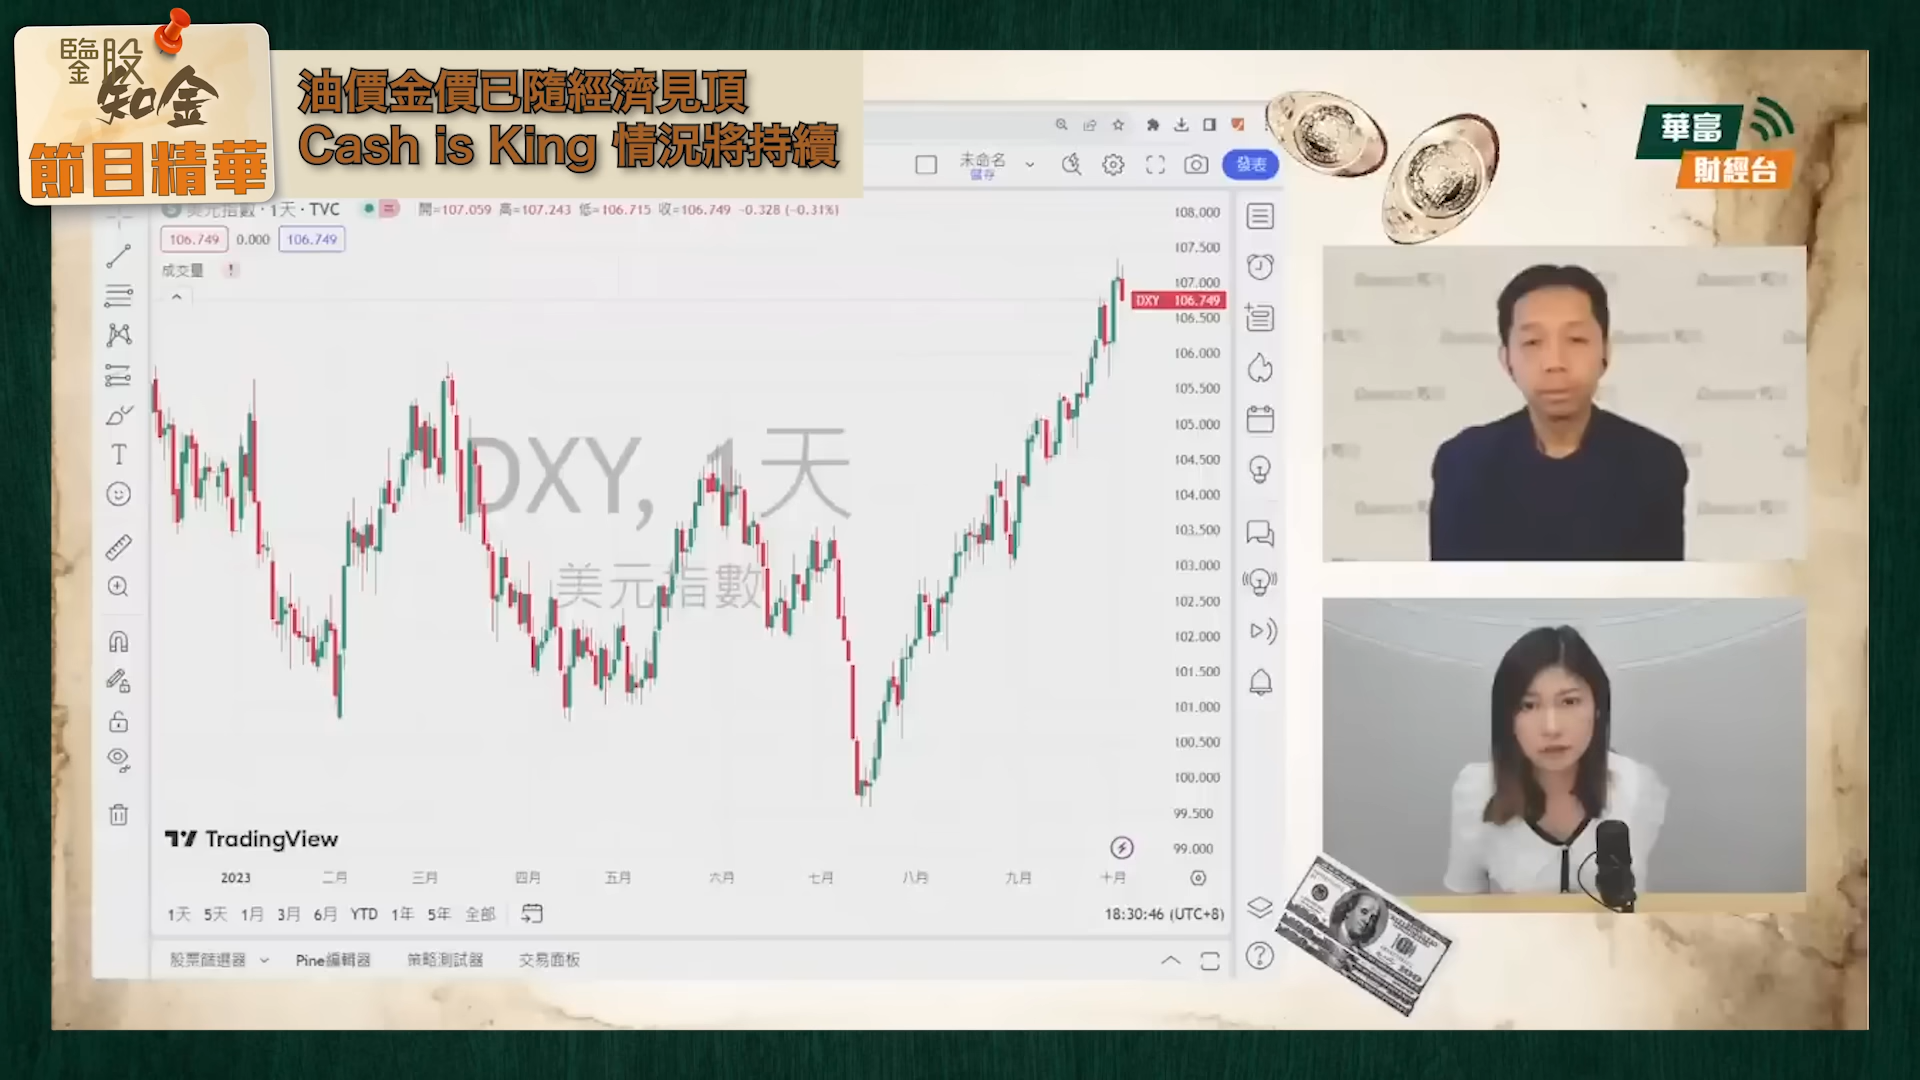 鑒股
知金
節目精華
油價金價已隨經濟見頂
Cash is King 情況將持續
華富
財經台
未命名
儲存
發表
美元指數 · 1天 · TVC
開=107.059 高=107.243 低=106.715 收=106.749 -0.328 (-0.31%)
106.749 0.000 106.749
成交量
DXY, 1天
美元指數
108.000
107.500
107.000
DXY 106.749
106.500
106.000
105.500
105.000
104.500
104.000
103.500
103.000
102.500
102.000
101.500
101.000
100.500
100.000
99.500
99.000
TradingView
2023 二月 三月 四月 五月 六月 七月 八月 九月 十月
1天 5天 1月 3月 6月 YTD 1年 5年 全部
18:30:46 (UTC+8)
股票篩選器 Pine編輯器 策略測試器 交易面板